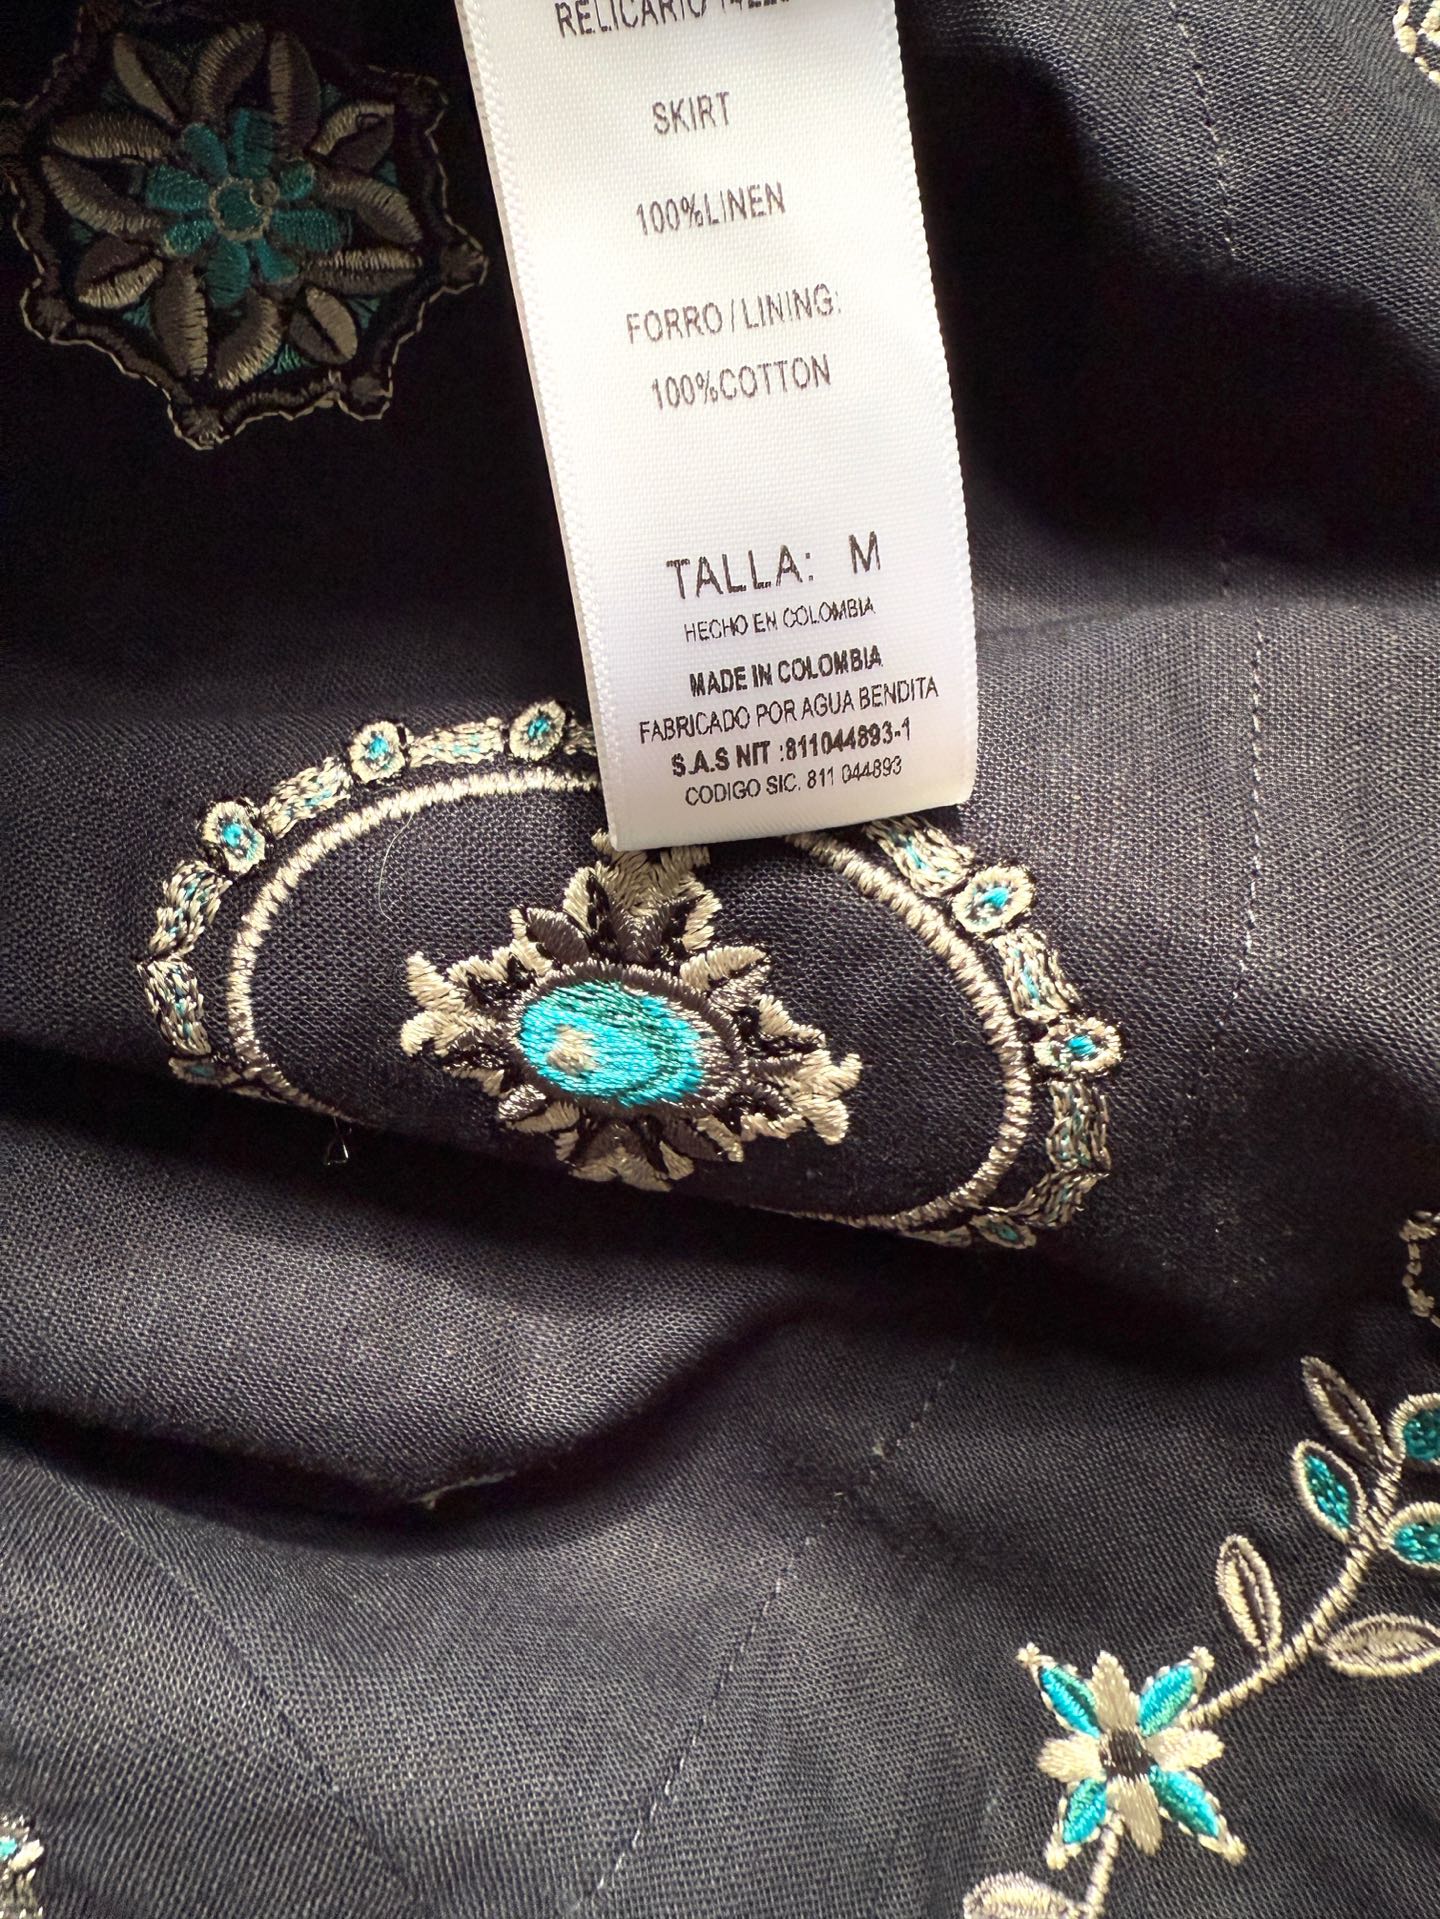 RELICARIO
SKIRT
100%LINEN
FORRO / LINING:
100%COTTON
TALLA: M
HECHO EN COLOMBIA
MADE IN COLOMBIA
FABRICADO POR AGUA BENDITA
S.A.S NIT :811044893-1
CODIGO SIC. 811 044893